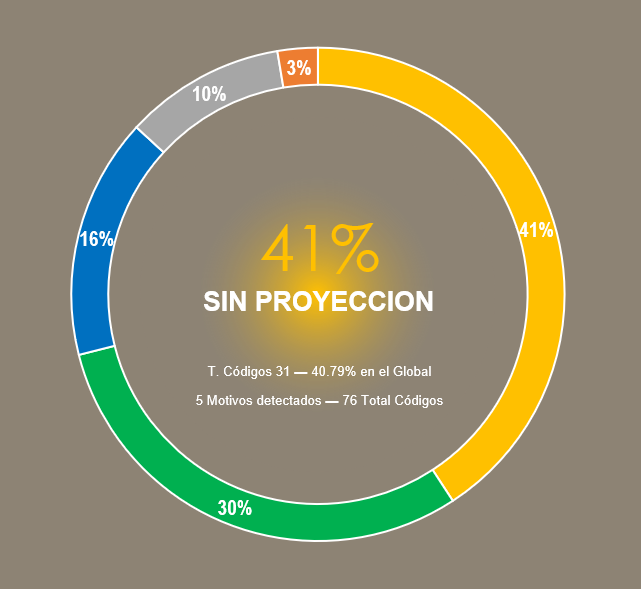 3%
10%
41%
16%
41%
SIN PROYECCION
T. Códigos 31 — 40.79% en el Global
5 Motivos detectados — 76 Total Códigos
30%